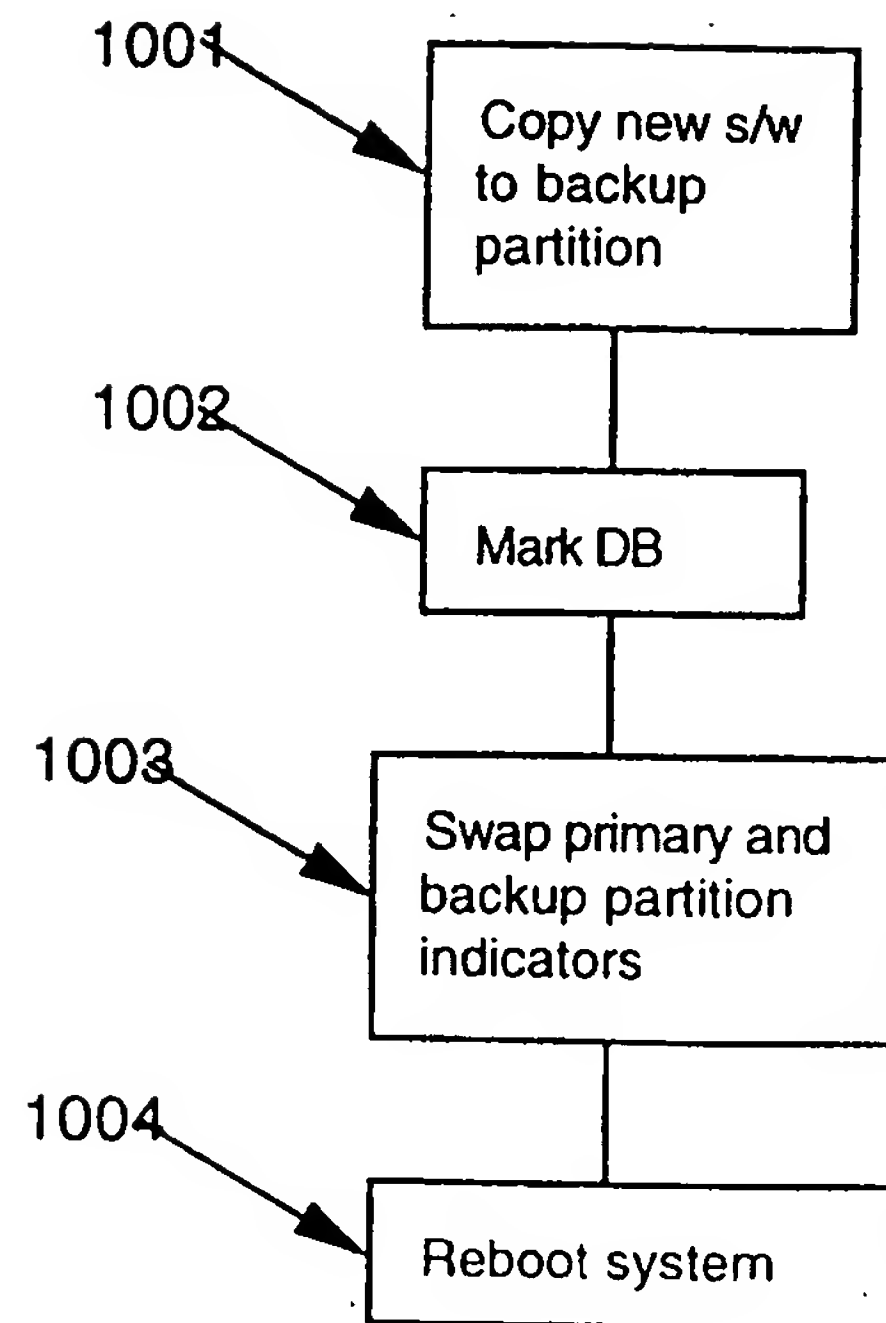 1001
Copy new s/w
to backup
partition
1002
Mark DB
1003
Swap primary and
backup partition
indicators
1004
Reboot system